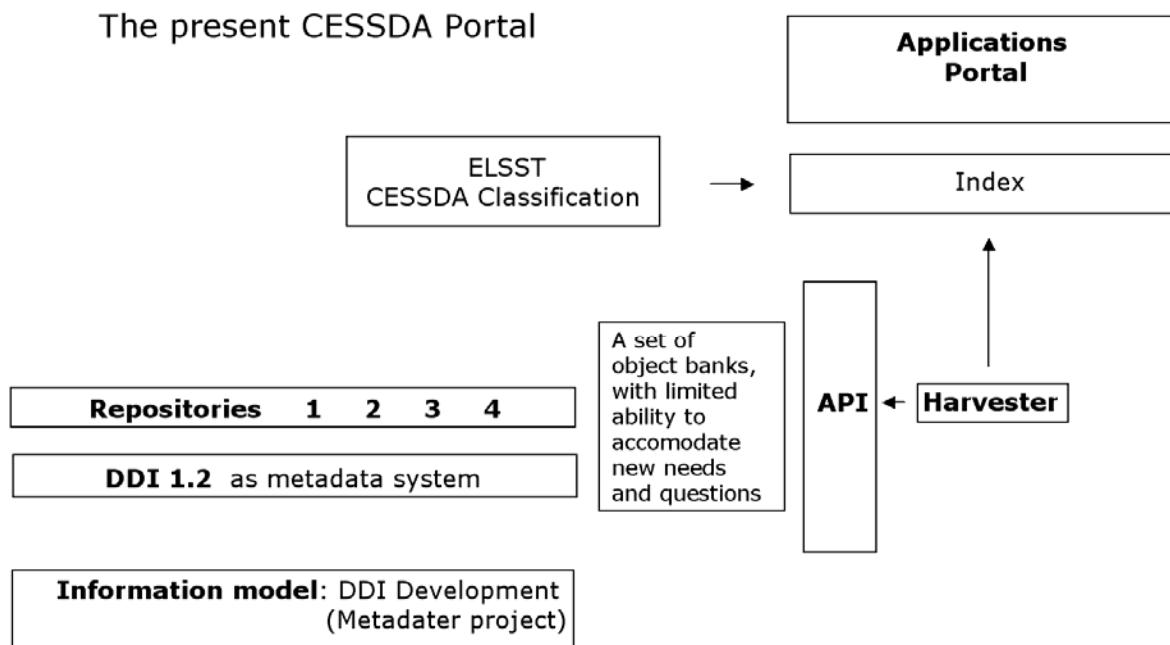 The present CESSDA Portal
Applications
Portal
ELSST
CESSDA Classification
Index
A set of
object banks,
with limited
ability to
accomodate
new needs
and questions
API
Harvester
Repositories 1 2 3 4
DDI 1.2 as metadata system
Information model: DDI Development
(Metadater project)